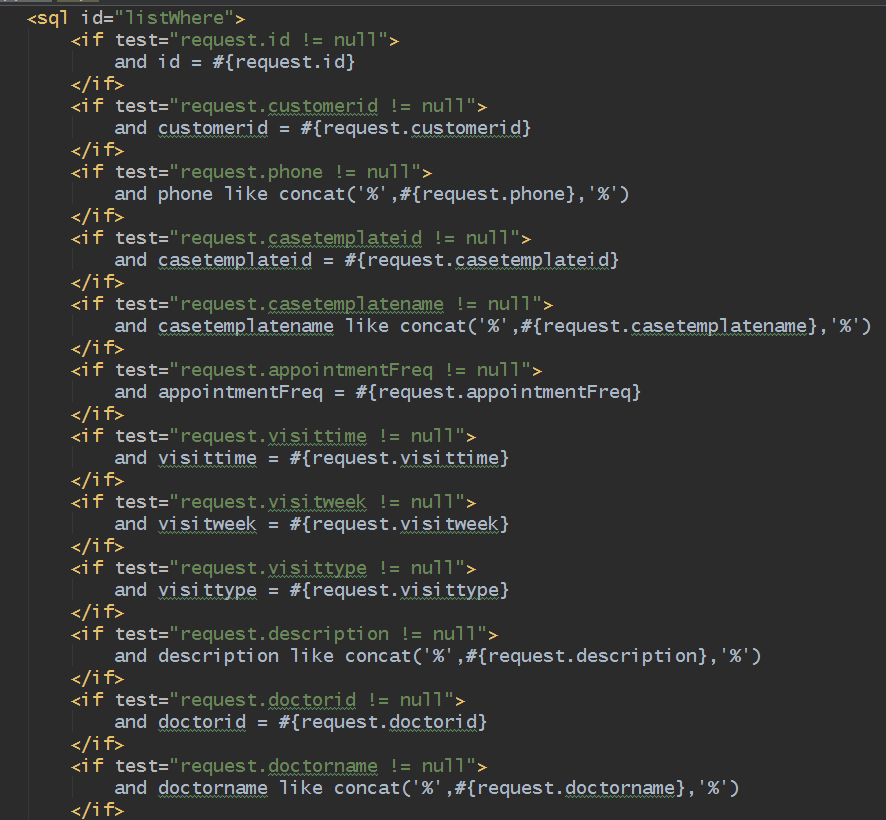 <sql id="listWhere">
<if test="request.id != null">
and id = #{request.id}
</if>
<if test="request.customerid != null">
and customerid = #{request.customerid}
</if>
<if test="request.phone != null">
and phone like concat('%',#{request.phone},'%')
</if>
<if test="request.casetemplateid != null">
and casetemplateid = #{request.casetemplateid}
</if>
<if test="request.casetemplatename != null">
and casetemplatename like concat('%',#{request.casetemplatename},'%')
</if>
<if test="request.appointmentFreq != null">
and appointmentFreq = #{request.appointmentFreq}
</if>
<if test="request.visittime != null">
and visittime = #{request.visittime}
</if>
<if test="request.visitweek != null">
and visitweek = #{request.visitweek}
</if>
<if test="request.visittype != null">
and visittype = #{request.visittype}
</if>
<if test="request.description != null">
and description like concat('%',#{request.description},'%')
</if>
<if test="request.doctorid != null">
and doctorid = #{request.doctorid}
</if>
<if test="request.doctorname != null">
and doctorname like concat('%',#{request.doctorname},'%')
</if>